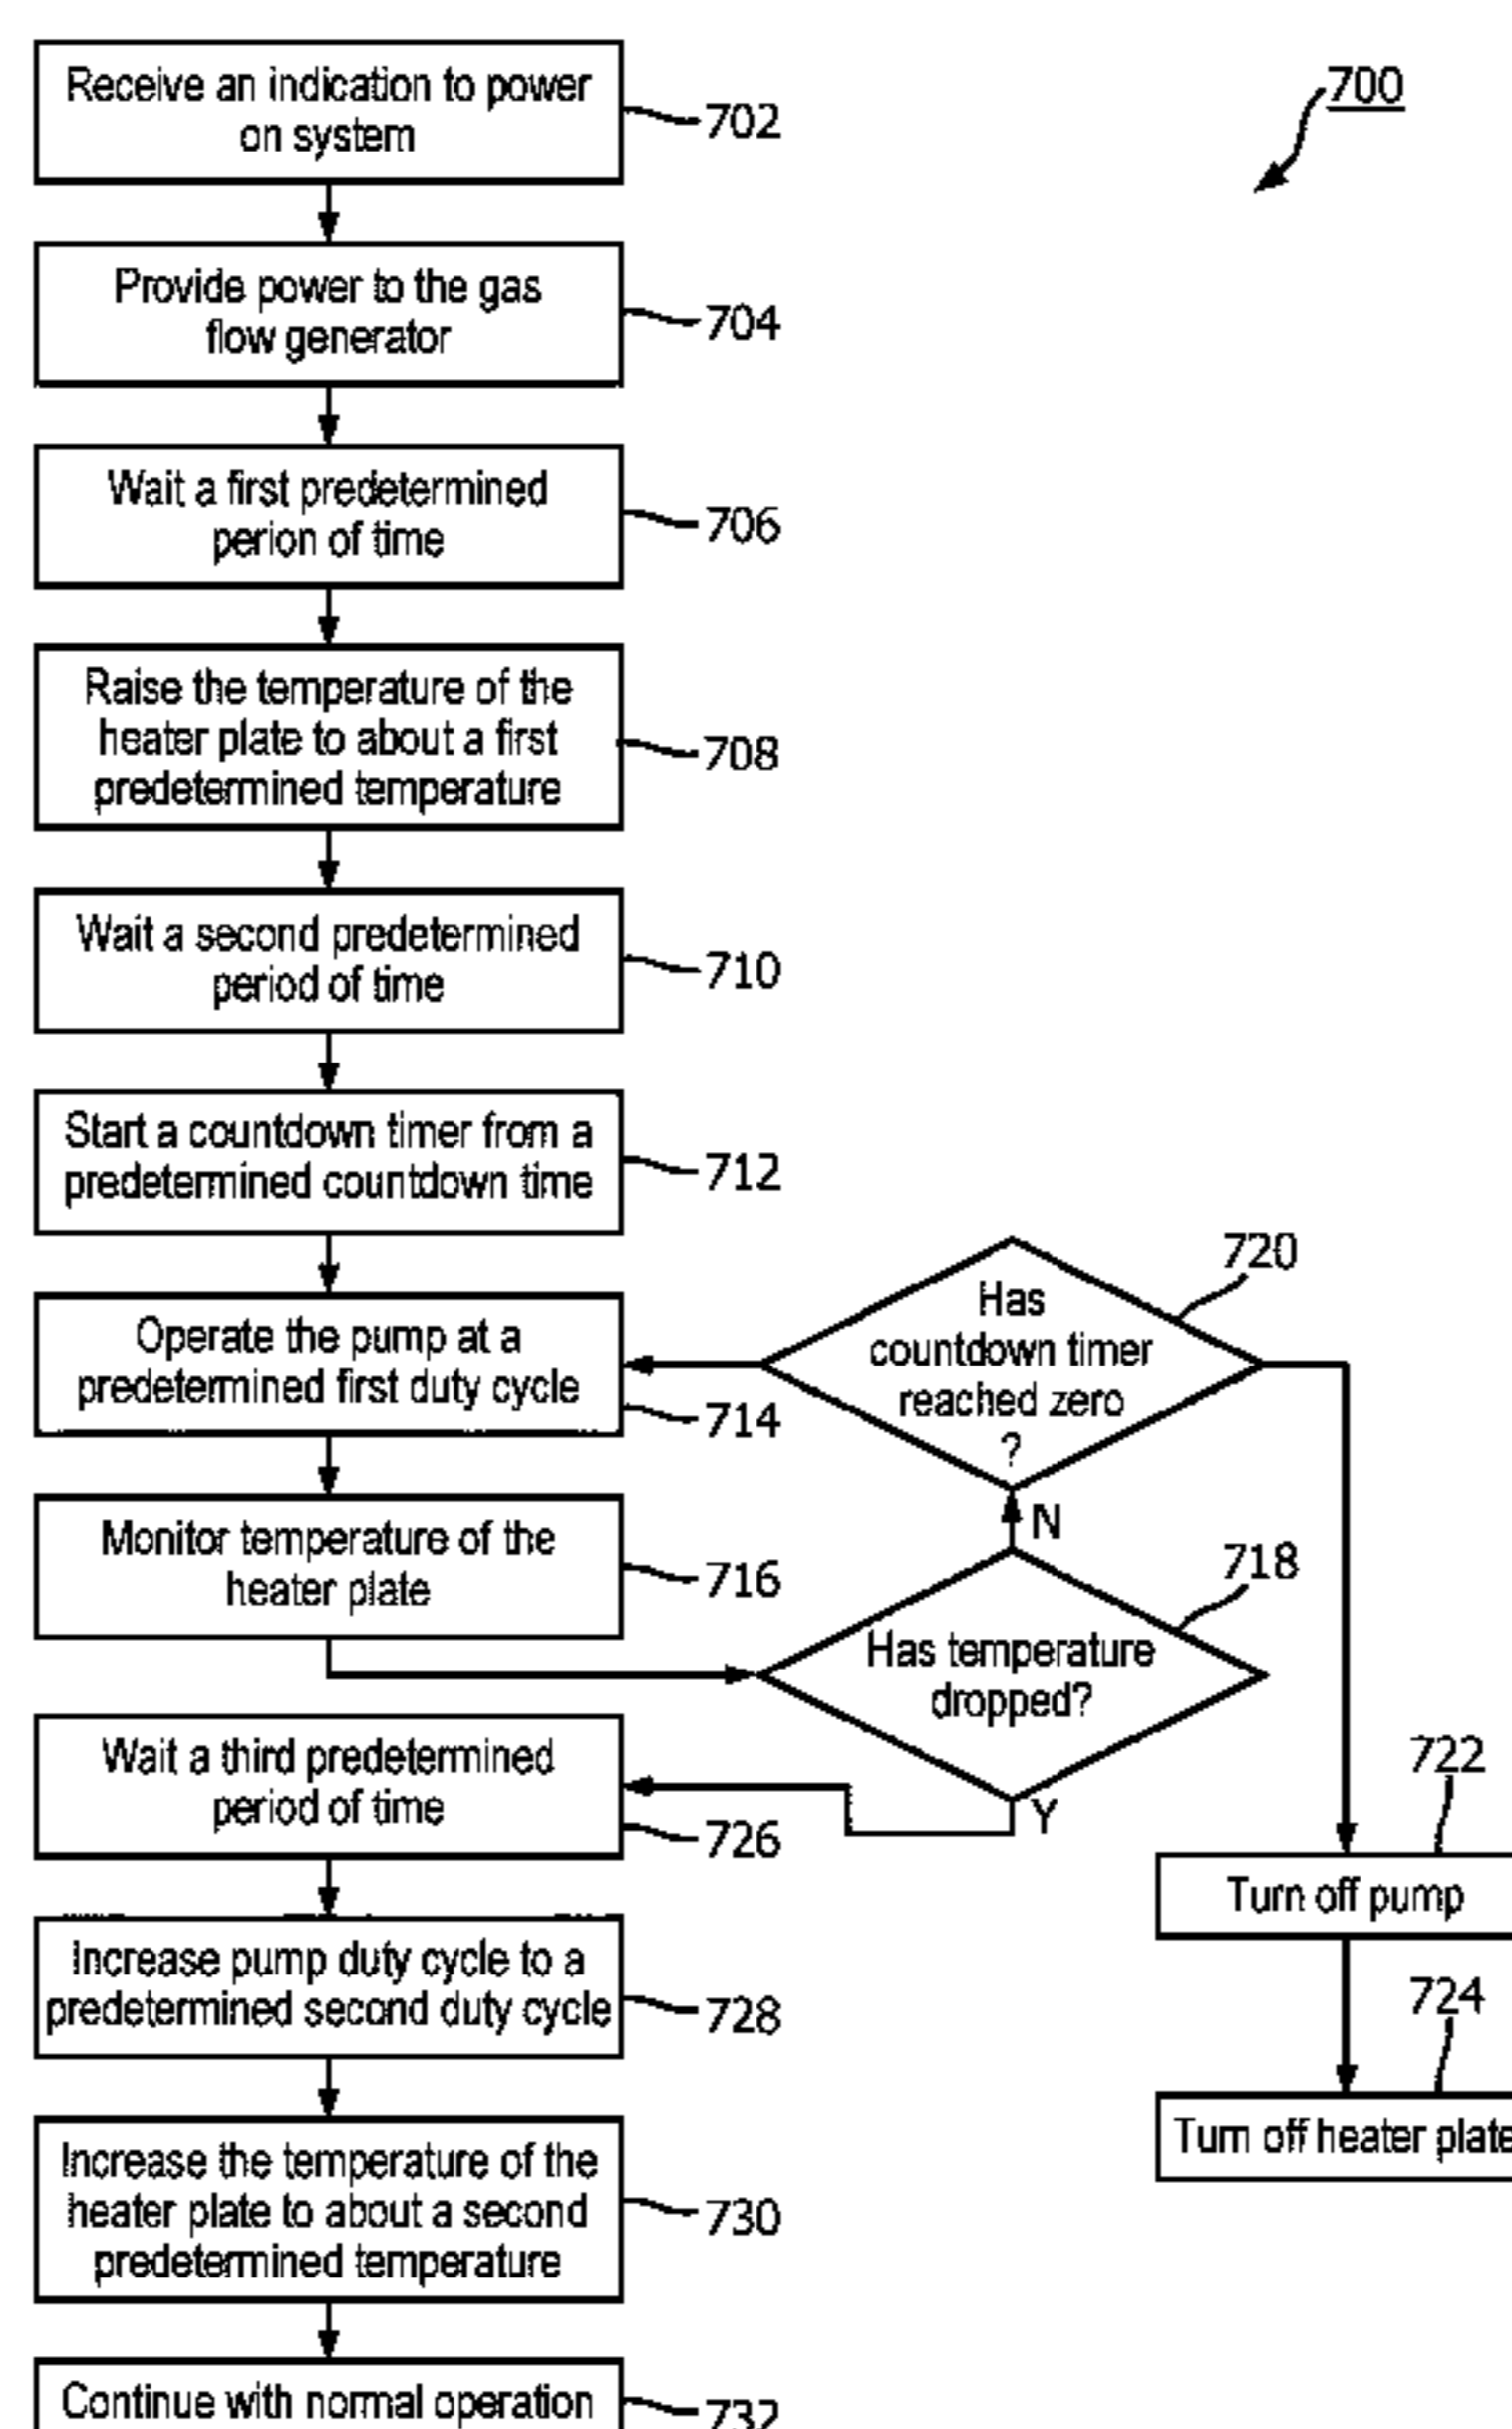 700
Receive an indication to power
on system
702
Provide power to the gas
flow generator
704
Wait a first predetermined
perion of time
706
Raise the temperature of the
heater plate to about a first
predetermined temperature
708
Wait a second predetermined
period of time
710
Start a countdown timer from a
predetermined countdown time
712
Operate the pump at a
predetermined first duty cycle
714
Has
countdown timer
reached zero
?
720
N
Monitor temperature of the
heater plate
716
Has temperature
dropped?
718
Y
Wait a third predetermined
period of time
726
722
Turn off pump
Increase pump duty cycle to a
predetermined second duty cycle
728
724
Turn off heater plate
Increase the temperature of the
heater plate to about a second
predetermined temperature
730
Continue with normal operation
732